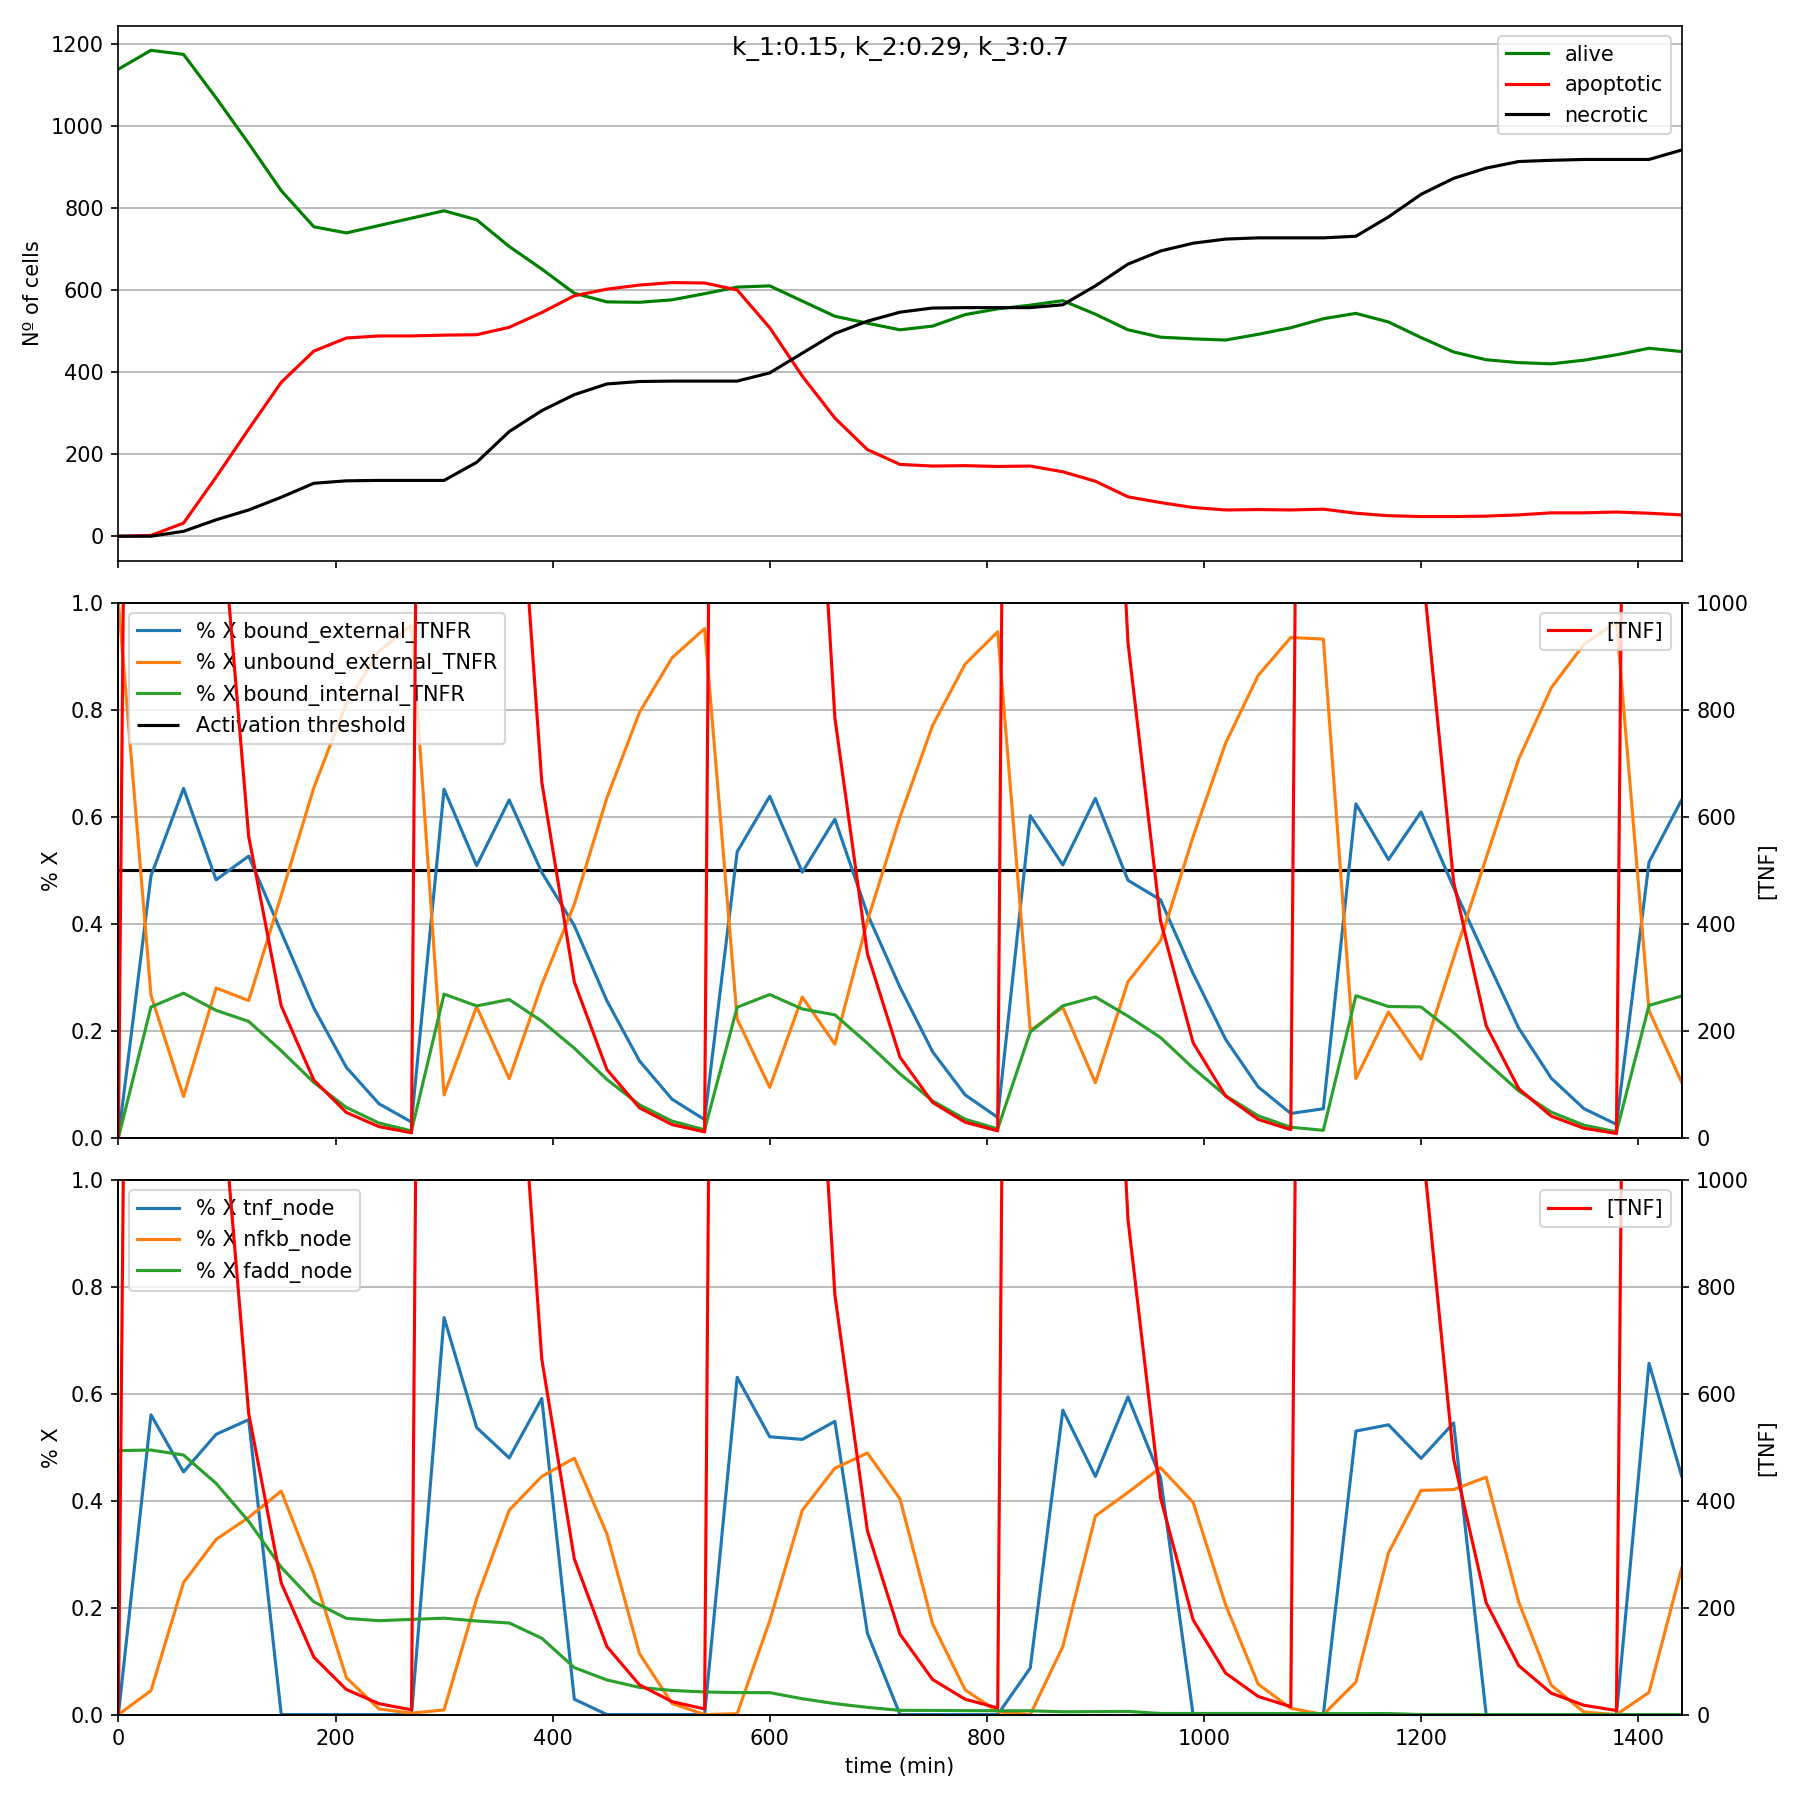 k_1:0.15, k_2:0.29, k_3:0.7
alive
apoptotic
necrotic
1200
1000
800
600
400
200
0
Nº of cells
% X bound_external_TNFR
% X unbound_external_TNFR
% X bound_internal_TNFR
Activation threshold
[TNF]
1.0
0.8
0.6
0.4
0.2
0.0
% X
1000
800
600
400
200
0
[TNF]
% X tnf_node
% X nfkb_node
% X fadd_node
[TNF]
1.0
0.8
0.6
0.4
0.2
0.0
% X
1000
800
600
400
200
0
[TNF]
0 200 400 600 800 1000 1200 1400
time (min)